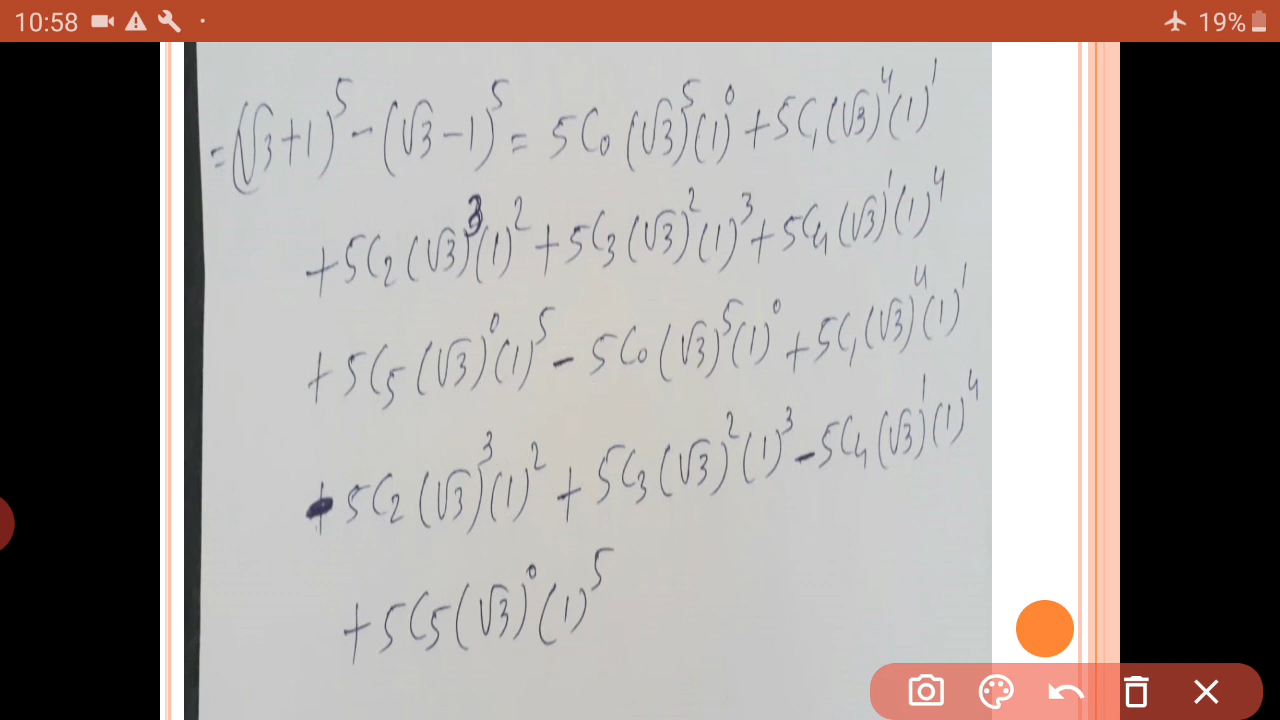 10:58 19%
=(√3+1)⁵-(√3-1)⁵= 5C₀(√3)⁵(1)⁰+5C₁(√3)⁴(1)¹
+5C₂(√3)³(1)²+5C₃(√3)²(1)³+5C₄(√3)¹(1)⁴
+5C₅(√3)⁰(1)⁵-5C₀(√3)⁵(1)⁰+5C₁(√3)⁴(1)¹
-5C₂(√3)³(1)²+5C₃(√3)²(1)³-5C₄(√3)¹(1)⁴
+5C₅(√3)⁰(1)⁵